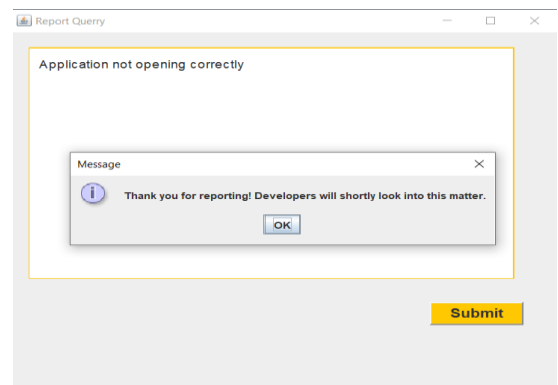 Report Querry
Application not opening correctly
Message
Thank you for reporting! Developers will shortly look into this matter.
OK
Submit